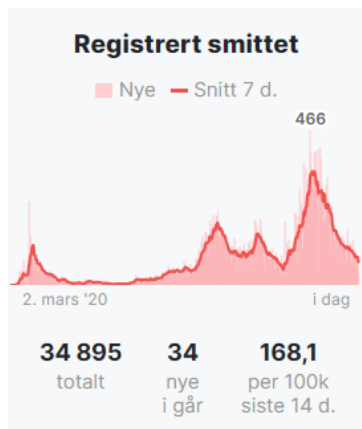 Registrert smittet
Nye Snitt 7 d.
466
2. mars '20 i dag
34 895 34 168,1
totalt nye per 100k
i går siste 14 d.